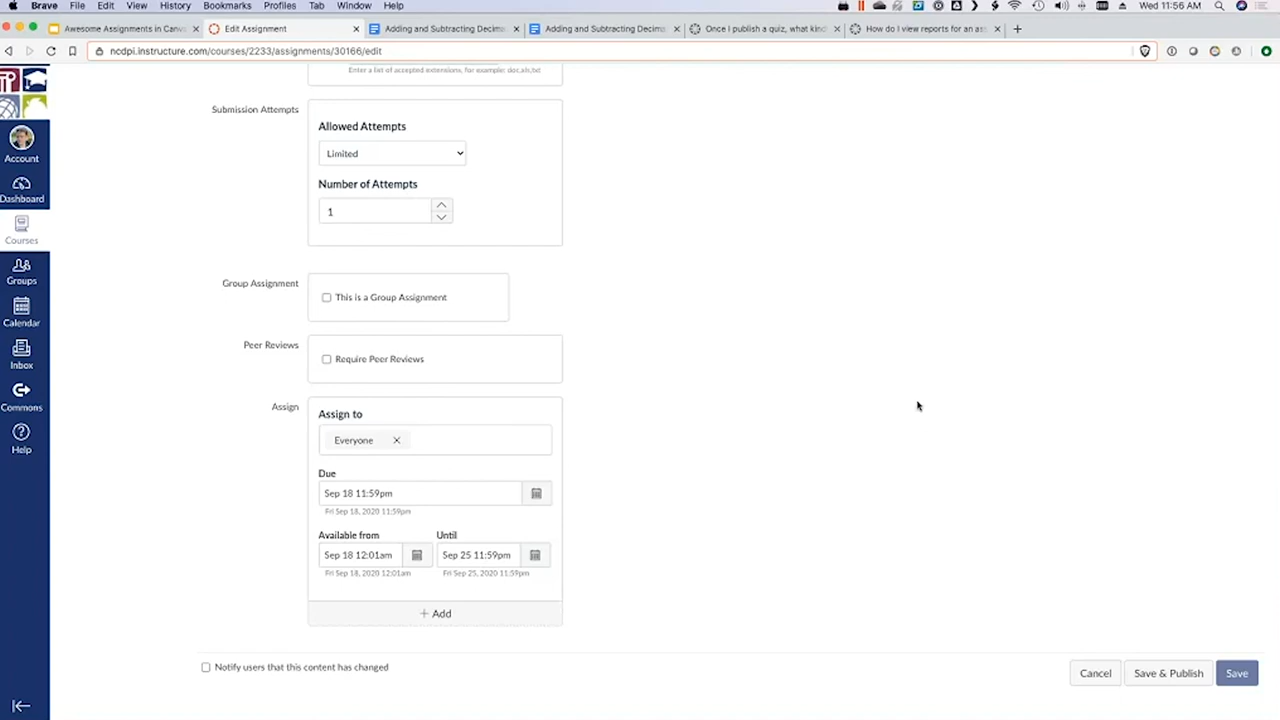 Brave File Edit View History Bookmarks Profiles Tab Window Help Wed 11:56 AM
Awesome Assignments in Canva Edit Assignment Adding and Subtracting Decima Adding and Subtracting Decima Once I publish a quiz, what kind How do I view reports for an ass
ncdpi.instructure.com/courses/2233/assignments/30166/edit
Enter a list of accepted extensions, for example: doc,xls,txt
Submission Attempts
Allowed Attempts
Limited
Number of Attempts
1
Group Assignment
This is a Group Assignment
Peer Reviews
Require Peer Reviews
Assign
Assign to
Everyone
Due
Sep 18 11:59pm
Fri Sep 18, 2020 11:59pm
Available from Until
Sep 18 12:01am Sep 25 11:59pm
Fri Sep 18, 2020 12:01am Fri Sep 25, 2020 11:59pm
+ Add
Notify users that this content has changed
Cancel Save & Publish Save
Account
Dashboard
Courses
Groups
Calendar
Inbox
Commons
Help